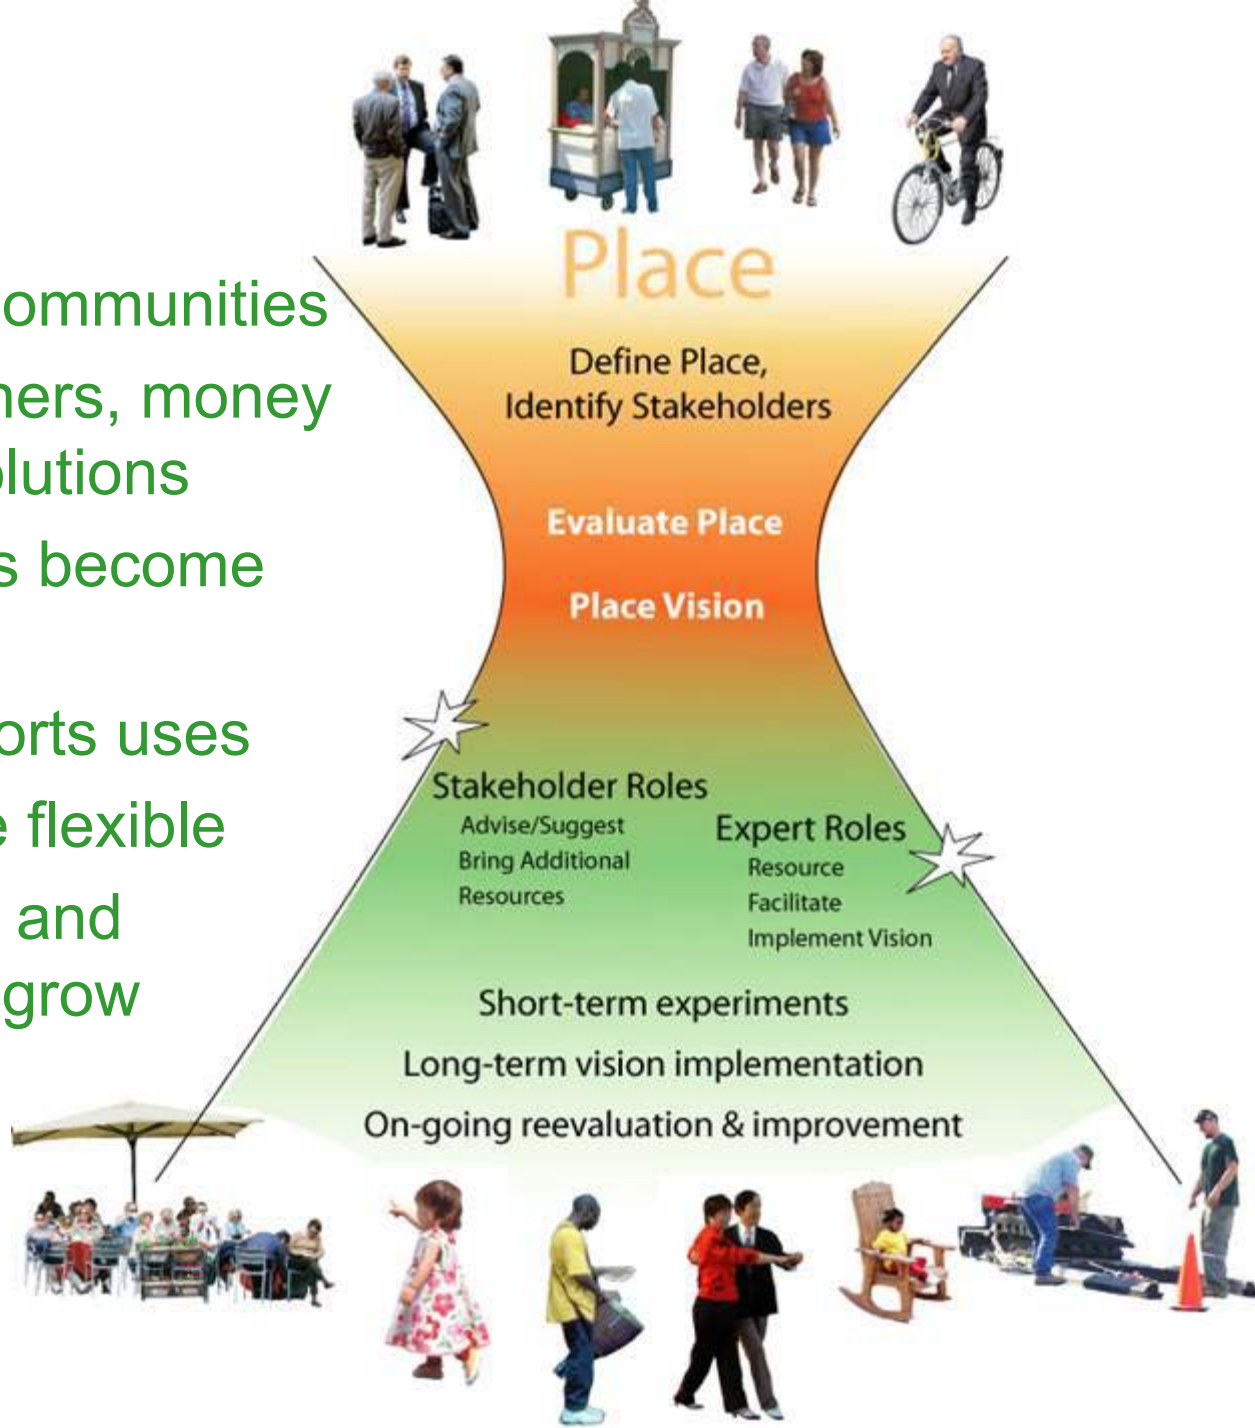 ommunities
ners, money
olutions
s become
orts uses
e flexible
and
grow
Place
Define Place,
Identify Stakeholders
Evaluate Place
Place Vision
Stakeholder Roles
Advise/Suggest
Bring Additional
Resources
Expert Roles
Resource
Facilitate
Implement Vision
Short-term experiments
Long-term vision implementation
On-going reevaluation & improvement